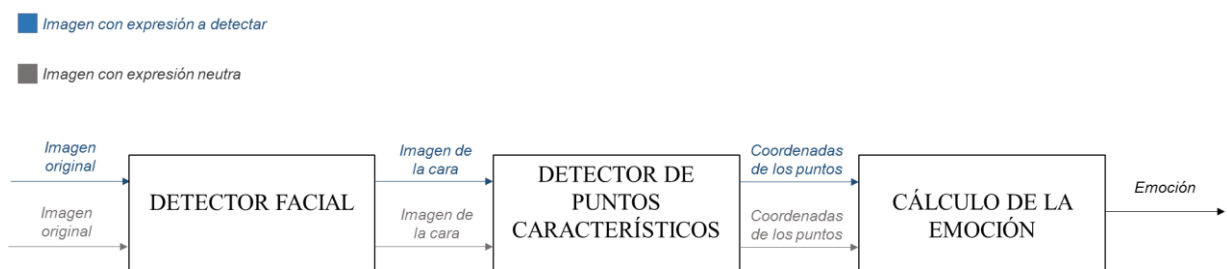 Imagen con expresión a detectar
Imagen con expresión neutra
Imagen
original
Imagen
original
DETECTOR FACIAL
Imagen de
la cara
Imagen de
la cara
DETECTOR DE
PUNTOS
CARACTERÍSTICOS
Coordenadas
de los puntos
Coordenadas
de los puntos
CÁLCULO DE LA
EMOCIÓN
Emoción